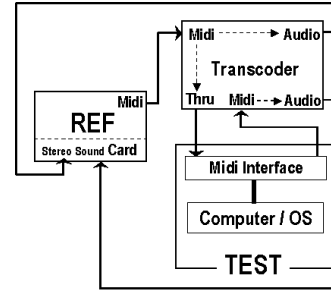 Midi Audio
Transcoder
Thru Midi Audio
Midi
REF
Stereo Sound Card
Midi Interface
Computer / OS
TEST